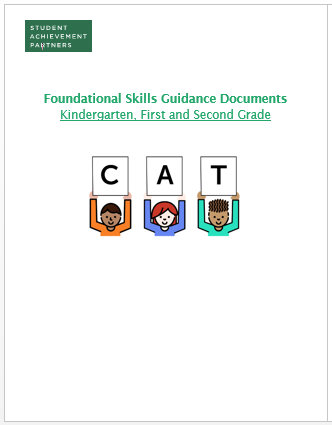 STUDENT
ACHIEVEMENT
PARTNERS
Foundational Skills Guidance Documents
Kindergarten, First and Second Grade
C A T